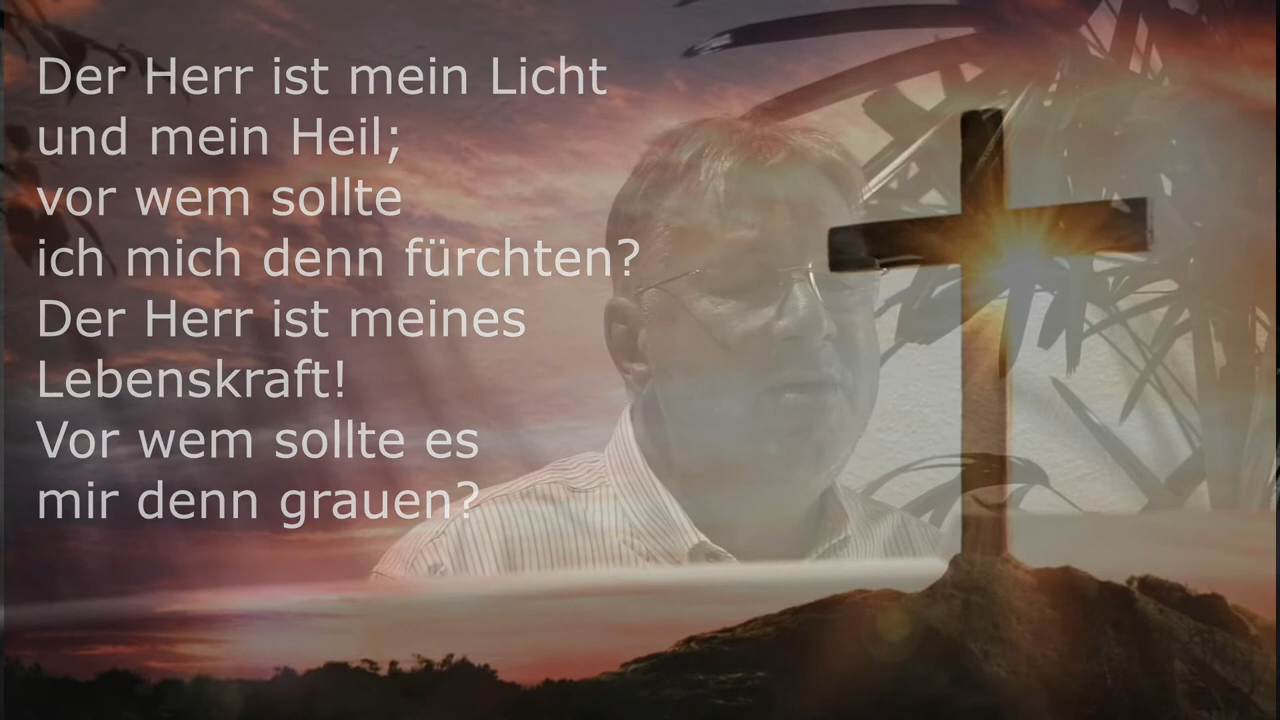 Der Herr ist mein Licht
und mein Heil;
vor wem sollte
ich mich denn fürchten?
Der Herr ist meines
Lebenskraft!
Vor wem sollte es
mir denn grauen?